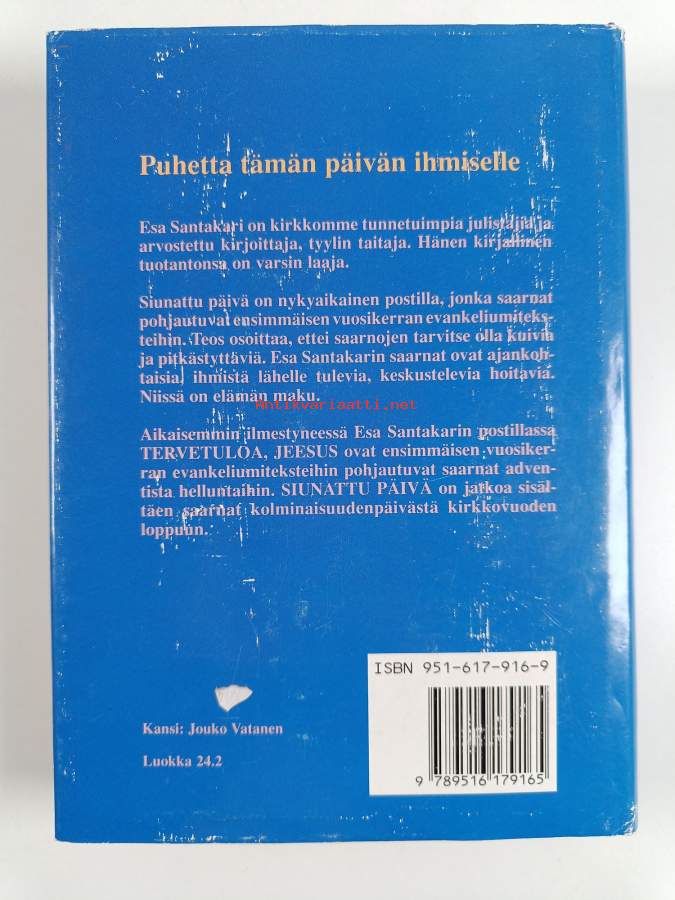 Puhetta tämän päivän ihmiselle
Esa Santakari on kirkkomme tunnetuimpia julistajia ja
arvostettu kirjoittaja, tyylin taitaja. Hänen kirjallinen
tuotantonsa on varsin laaja.
Siunattu päivä on nykyaikainen postilla, jonka saarnat
pohjautuvat ensimmäisen vuosikerran evankeliumiteks-
teihin. Teos osoittaa, ettei saarnojen tarvitse olla kuivia
ja pitkästyttäviä. Esa Santakarin saarnat ovat ajankoh-
taisia, ihmistä lähelle tulevia, keskustelevia hoitavia.
Niissä on elämän maku.
Antikvariaatti.net
Aikaisemmin ilmestyneessä Esa Santakarin postillassa
TERVETULOA, JEESUS ovat ensimmäisen vuosiker-
ran evankeliumiteksteihin pohjautuvat saarnat adven-
tista helluntaihin. SIUNATTU PÄIVÄ on jatkoa sisäl-
täen saarnat kolminaisuudenpäivästä kirkkovuoden
loppuun.
ISBN 951-617-916-9
9 789516 179165
Kansi: Jouko Vatanen
Luokka 24.2